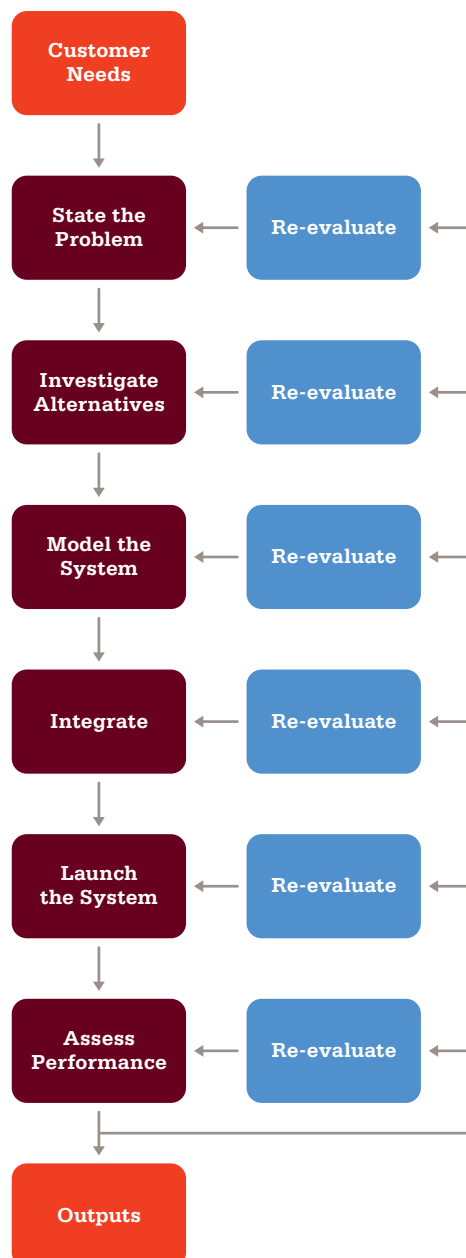 Customer
Needs
State the
Problem
Re-evaluate
Investigate
Alternatives
Re-evaluate
Model the
System
Re-evaluate
Integrate
Re-evaluate
Launch
the System
Re-evaluate
Assess
Performance
Re-evaluate
Outputs